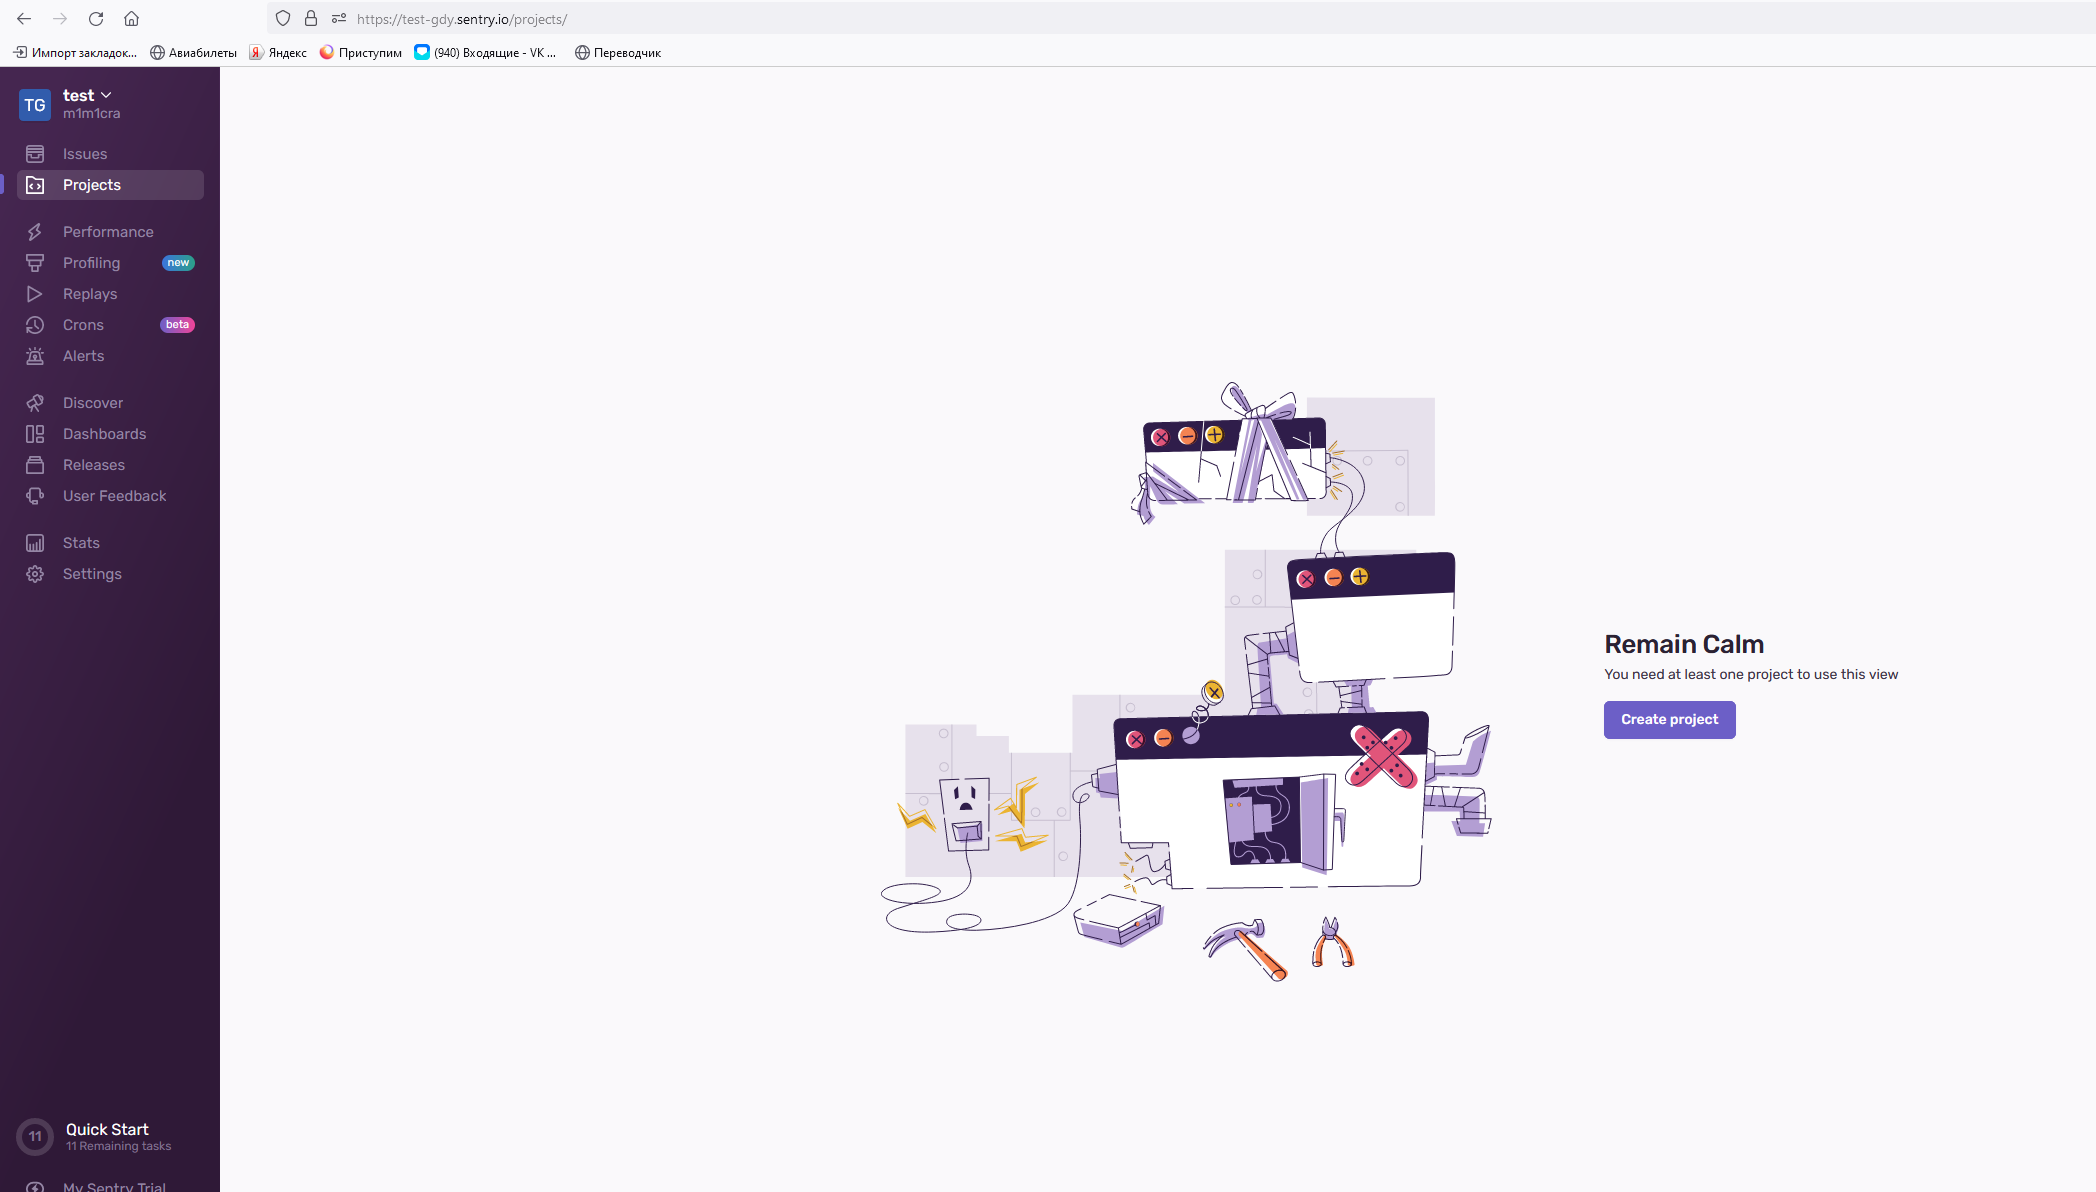 https://test-gdy.sentry.io/projects/
Импорт закладок...
Авиабилеты
Яндекс
Приступим
(940) Входящие - VK ...
Переводчик
TG
test
m1m1cra
Issues
Projects
Performance
Profiling new
Replays
Crons beta
Alerts
Discover
Dashboards
Releases
User Feedback
Stats
Settings
Remain Calm
You need at least one project to use this view
Create project
11
Quick Start
11 Remaining tasks
My Sentry Trial